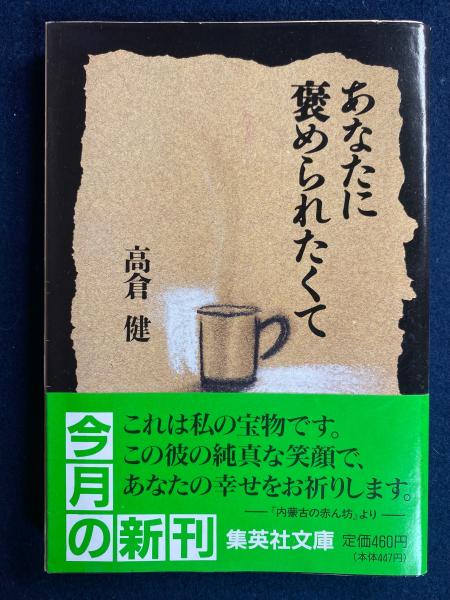 あなたに
褒められたくて
高倉 健
今月の新刊
これは私の宝物です。
この彼の純真な笑顔で、
あなたの幸せをお祈りします。
──『内蒙古の赤ん坊』より──
集英社文庫 定価460円
(本体447円)